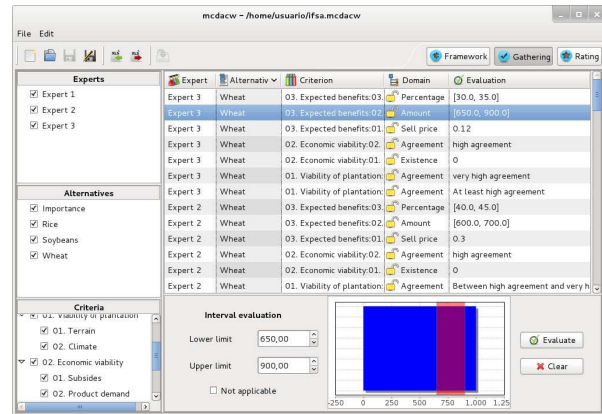 mcdacw – /home/usuario/ifsa.mcdacw
File Edit
Framework Gathering Rating
Experts
Expert 1
Expert 2
Expert 3
Alternatives
Importance
Rice
Soybeans
Wheat
Criteria
01. Viability of plantation
01. Terrain
02. Climate
02. Economic viability
01. Subsides
02. Product demand
Expert Alternativ Criterion Domain Evaluation
Expert 3 Wheat 03. Expected benefits:03. Percentage [30.0, 35.0]
Expert 3 Wheat 03. Expected benefits:02. Amount [650.0, 900.0]
Expert 3 Wheat 03. Expected benefits:01. Sell price 0.12
Expert 3 Wheat 02. Economic viability:02. Agreement high agreement
Expert 3 Wheat 02. Economic viability:01. Existence 0
Expert 3 Wheat 01. Viability of plantation: Agreement very high agreement
Expert 3 Wheat 01. Viability of plantation: Agreement At least high agreement
Expert 2 Wheat 03. Expected benefits:03. Percentage [40.0, 45.0]
Expert 2 Wheat 03. Expected benefits:02. Amount [600.0, 700.0]
Expert 2 Wheat 03. Expected benefits:01. Sell price 0.3
Expert 2 Wheat 02. Economic viability:02. Agreement high agreement
Expert 2 Wheat 02. Economic viability:01. Existence 0
Expert 2 Wheat 01. Viability of plantation: Agreement Between high agreement and very h
Interval evaluation
Lower limit 650,00
Upper limit 900,00
Not applicable
-250 0 250 500 750 1.000 1.25
Evaluate
Clear